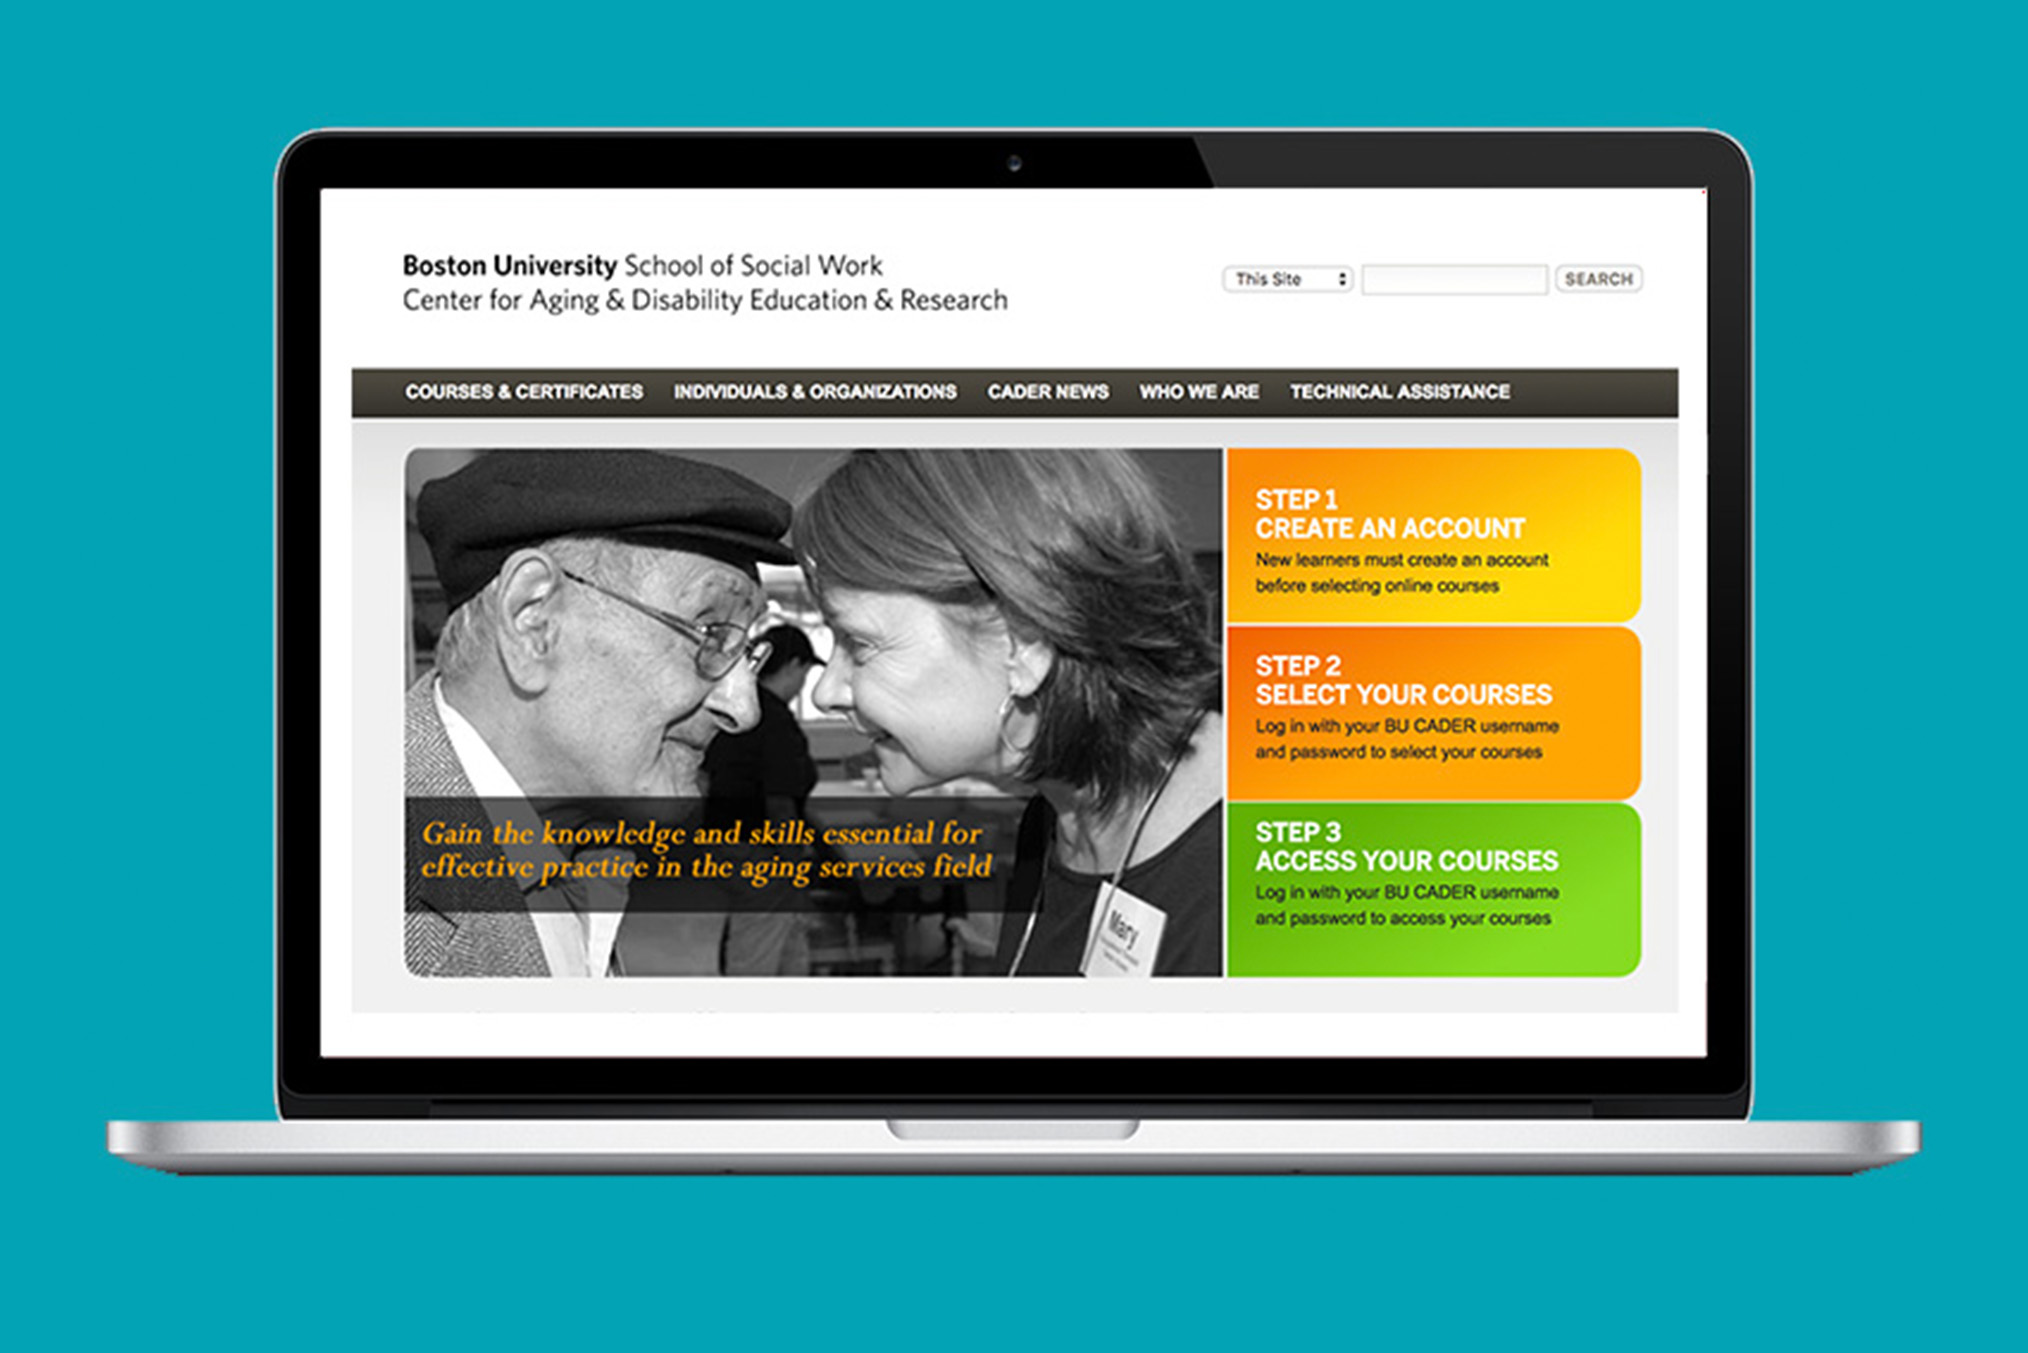 Boston University School of Social Work
Center for Aging & Disability Education & Research
This Site
SEARCH
COURSES & CERTIFICATES
INDIVIDUALS & ORGANIZATIONS
CADER NEWS
WHO WE ARE
TECHNICAL ASSISTANCE
Gain the knowledge and skills essential for
effective practice in the aging services field
Mary
STEP 1
CREATE AN ACCOUNT
New learners must create an account
before selecting online courses
STEP 2
SELECT YOUR COURSES
Log in with your BU CADER username
and password to select your courses
STEP 3
ACCESS YOUR COURSES
Log in with your BU CADER username
and password to access your courses